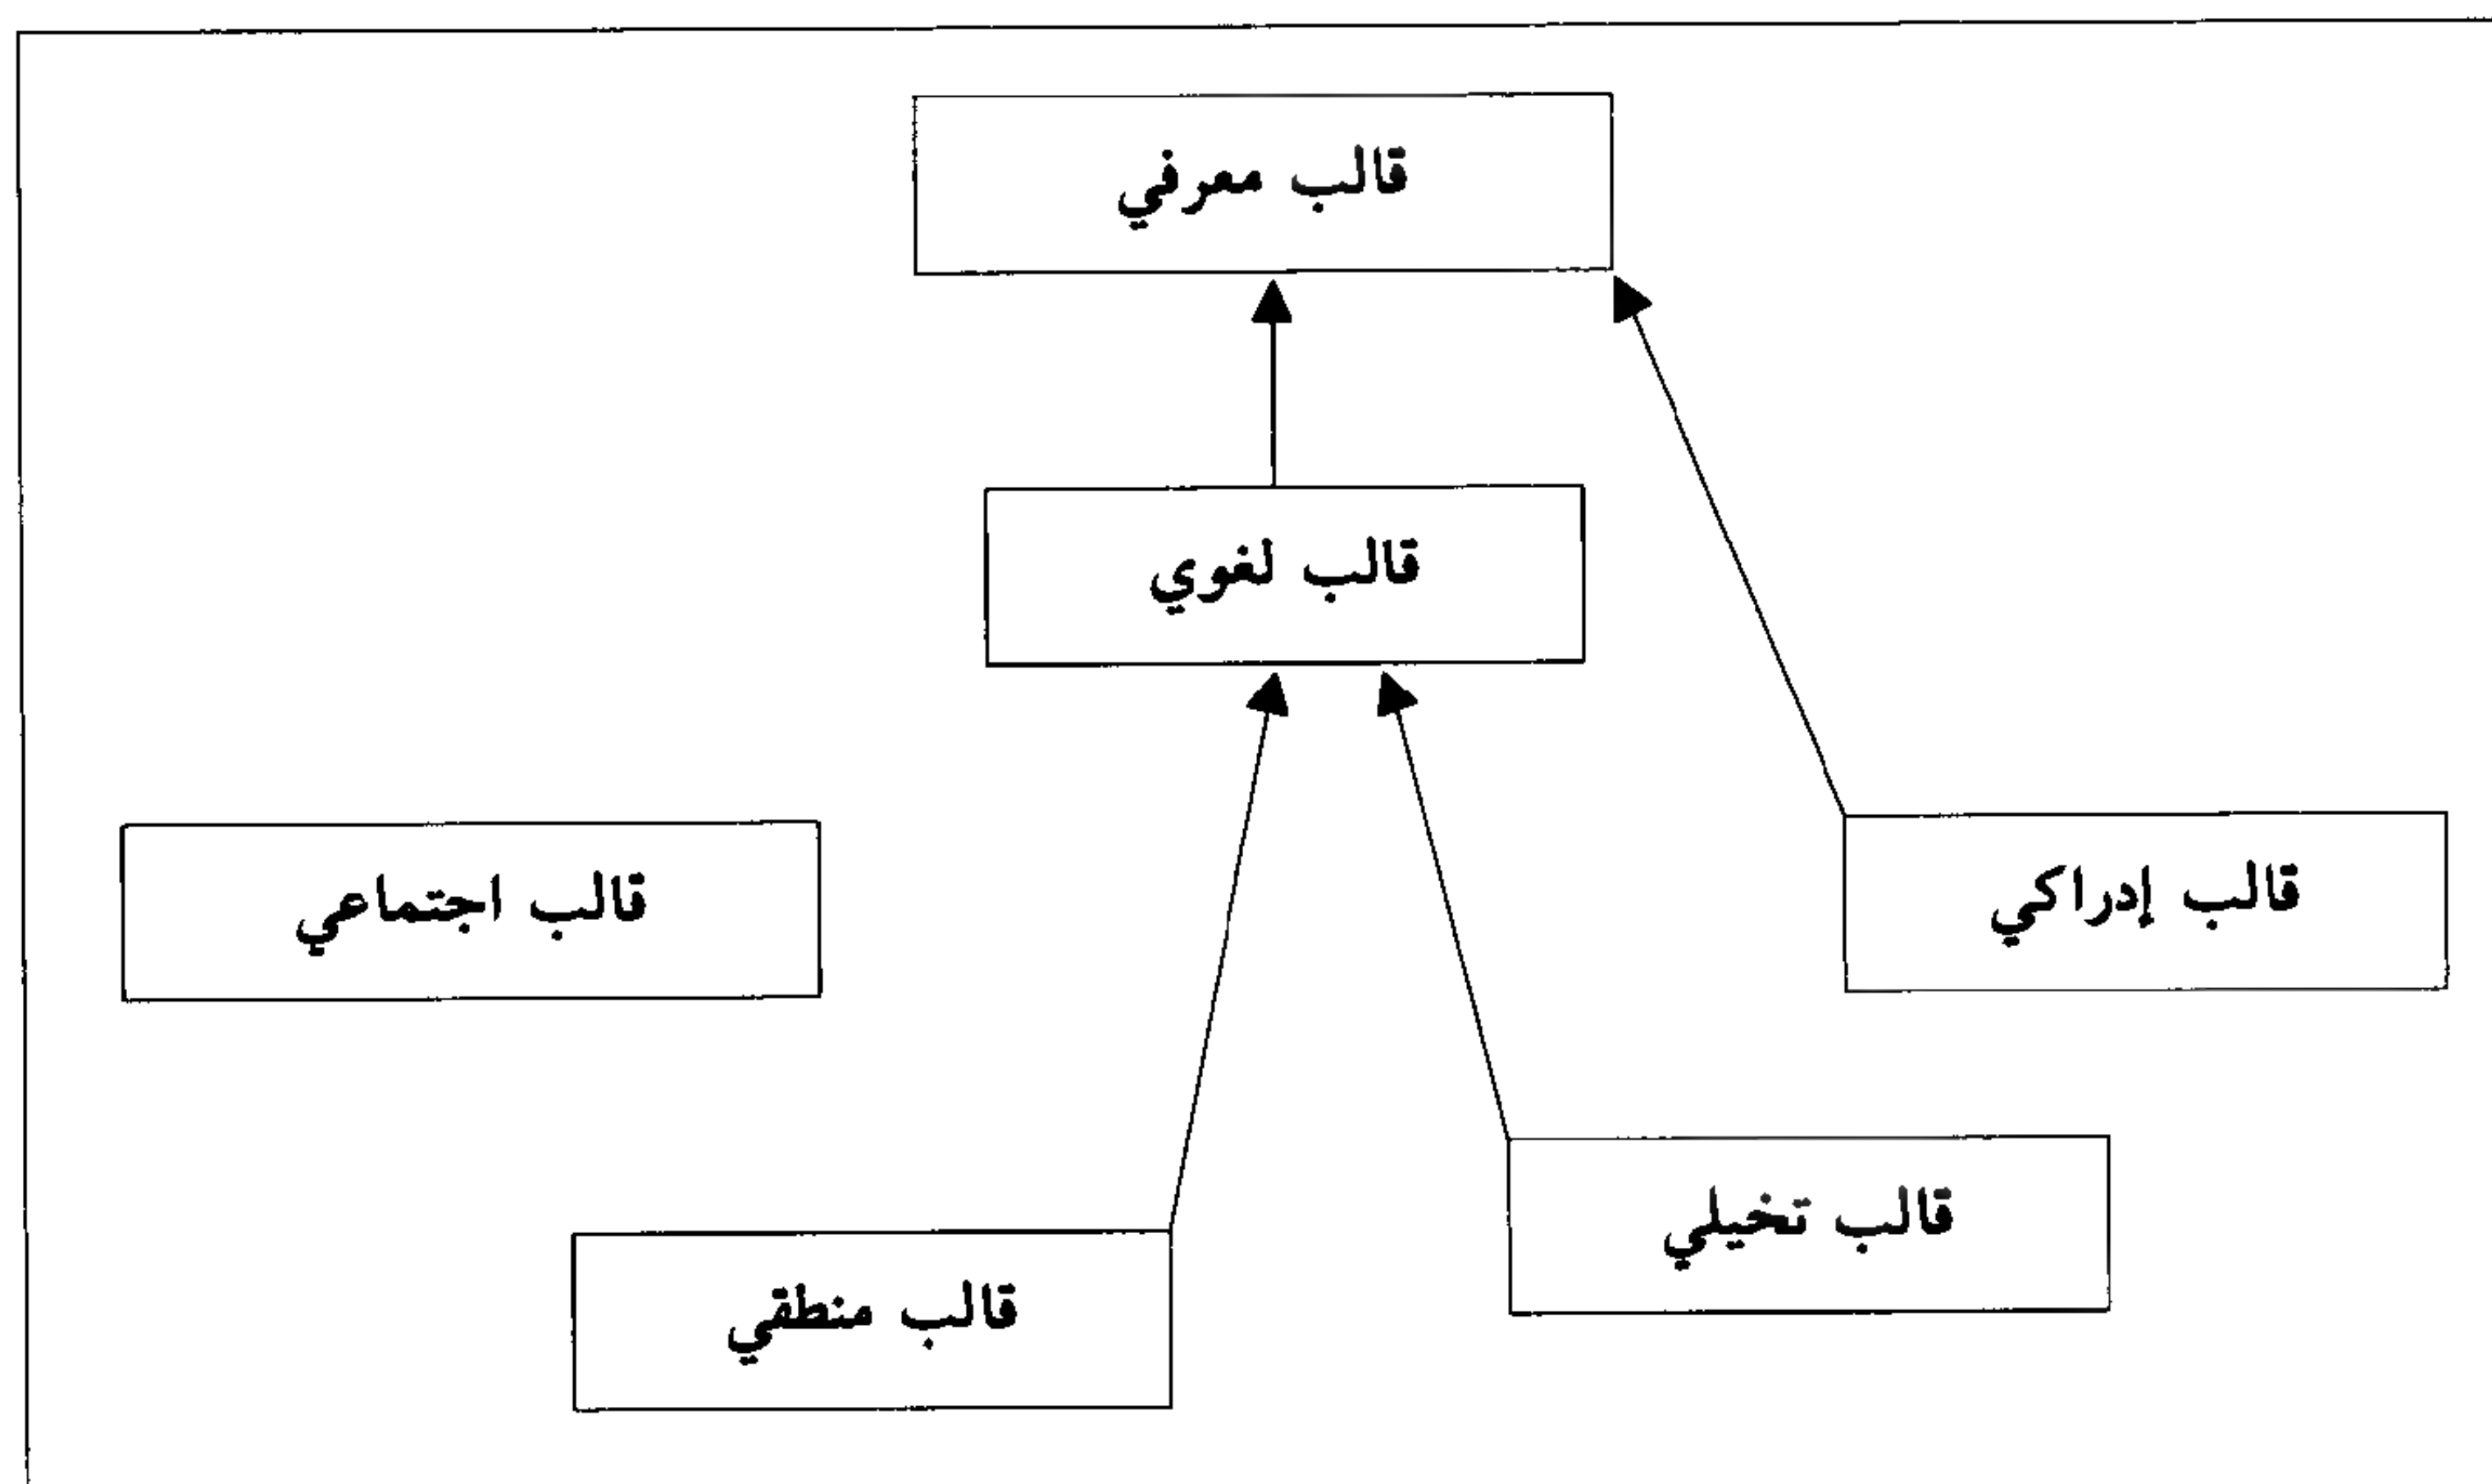 قالب معرفي
قالب لغوي
قالب إدراكي
قالب اجتماعي
قالب تخيلي
قالب منطقي